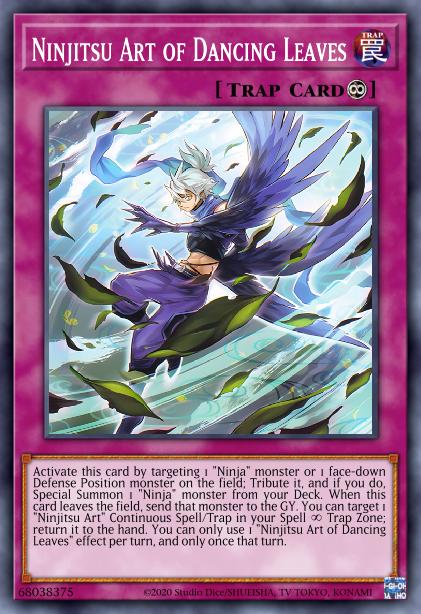 NINJITSU ART OF DANCING LEAVES
TRAP
罠
[TRAP CARD∞]
Activate this card by targeting 1 "Ninja" monster or 1 face-down
Defense Position monster on the field; Tribute it, and if you do,
Special Summon 1 "Ninja" monster from your Deck. When this
card leaves the field, send that monster to the GY. You can target 1
"Ninjitsu Art" Continuous Spell/Trap in your Spell ∞ Trap Zone;
return it to the hand. You can only use 1 "Ninjitsu Art of Dancing
Leaves" effect per turn, and only once that turn.
68038375
©2020 Studio Dice/SHUEISHA, TV TOKYO, KONAMI